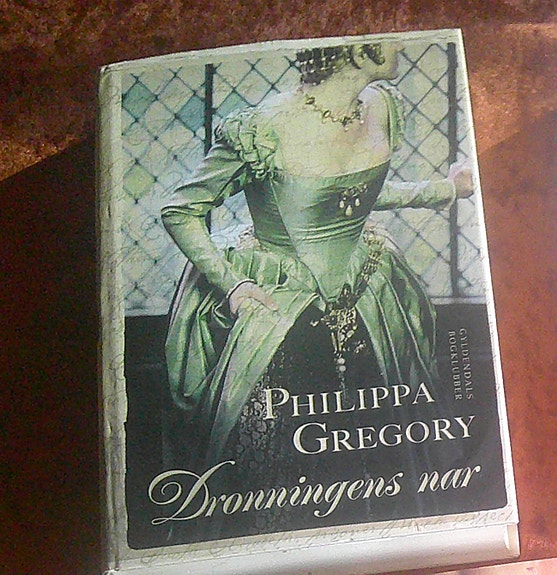 GYLDENDALS
BOGKLUBBER
PHILIPPA
GREGORY
Dronningens nar